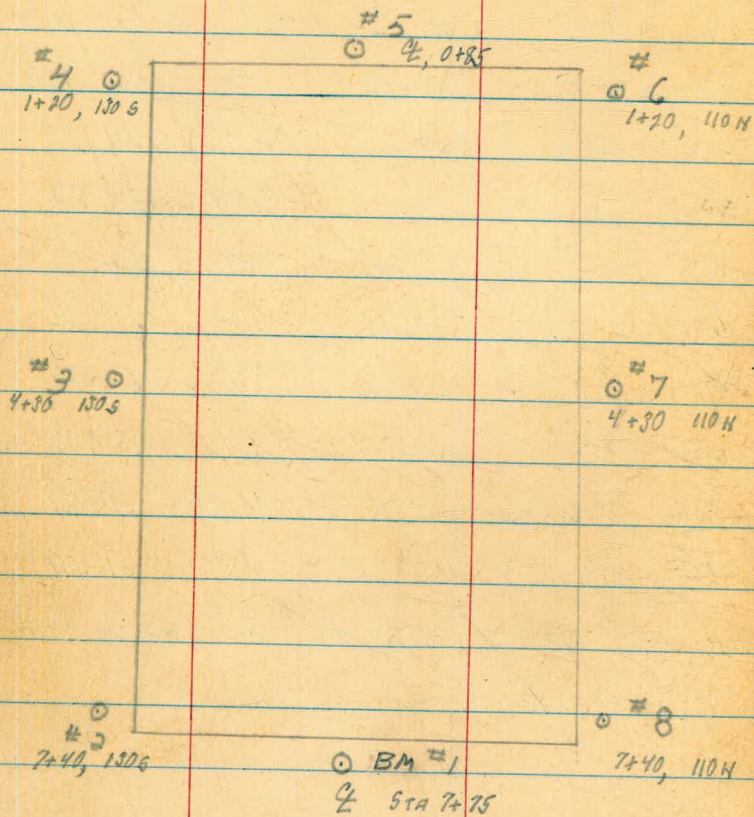 # 5
℄, 0+85
# 4
1+20, 130 S
# 6
1+20, 110 N
# 3
4+30 130 S
# 7
4+30 110 N
# 2
7+40, 130 S
# 8
7+40, 110 N
BM # 1
℄ STA 7+75